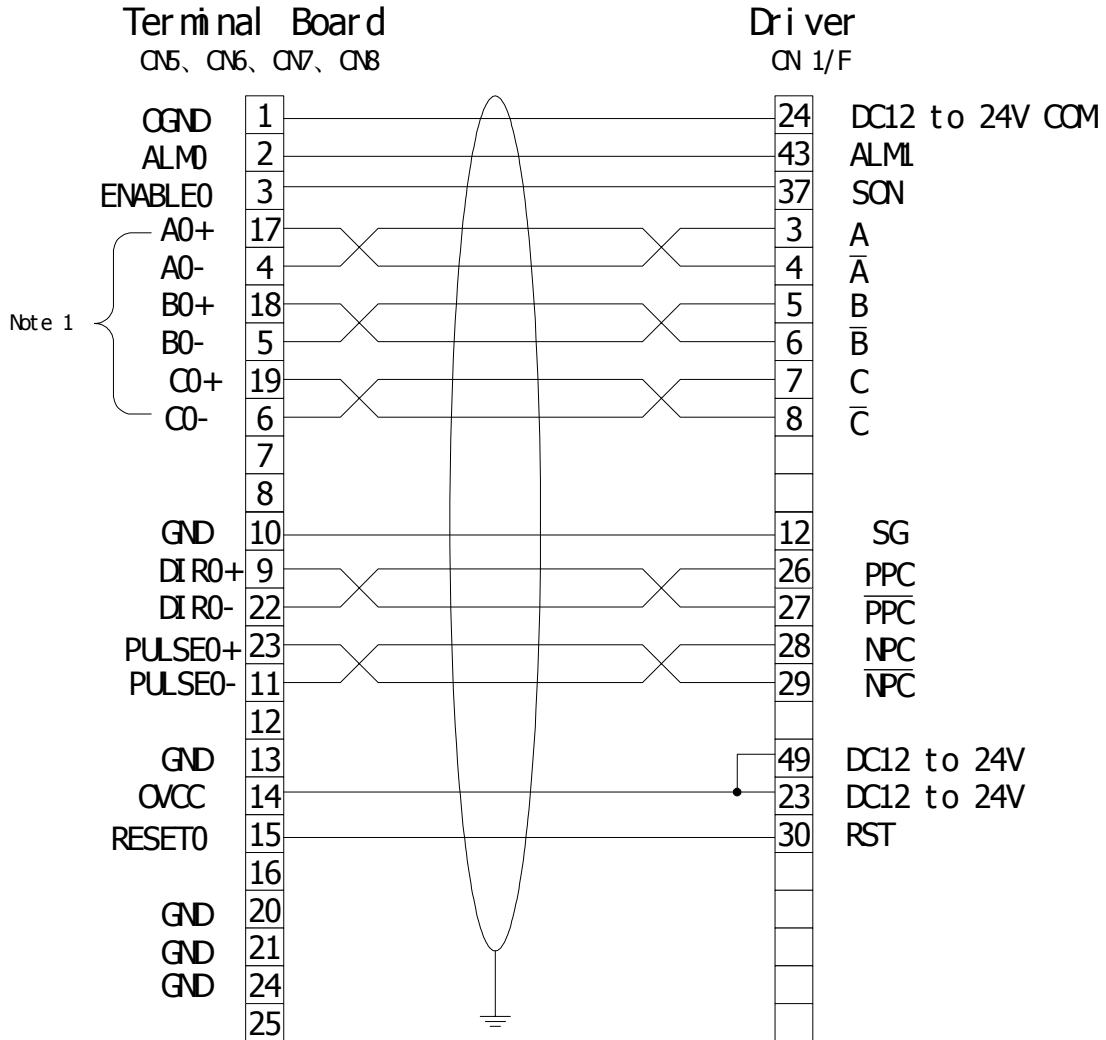 Terminal Board Driver
CN5、CN6、CN7、CN8 CN 1/F
OGND 1 24 DC12 to 24V COM
ALM0 2 43 ALM1
ENABLE0 3 37 SON
A0+ 17 3 A
A0- 4 4 A̅
B0+ 18 5 B
Note 1
B0- 5 6 B̅
C0+ 19 7 C
C0- 6 8 C̅
7
8
GND 10 12 SG
DIR0+ 9 26 PPC
DIR0- 22 27 P̅P̅C̅
PULSE0+ 23 28 NPC
PULSE0- 11 29 N̅P̅C̅
12
GND 13 49 DC12 to 24V
OVCC 14 23 DC12 to 24V
RESET0 15 30 RST
16
GND 20
GND 21
GND 24
25